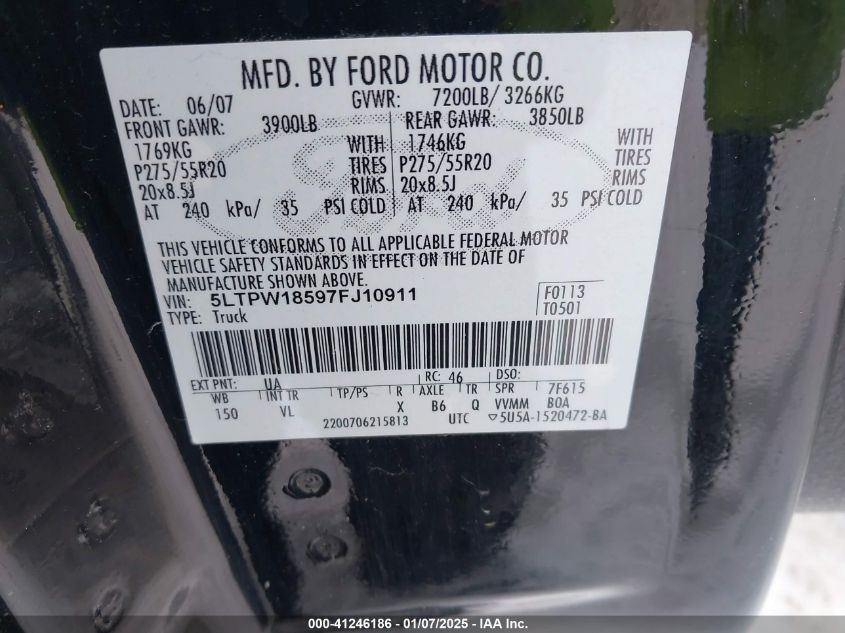 MFD. BY FORD MOTOR CO.
DATE: 06/07 GVWR: 7200LB/ 3266KG
FRONT GAWR: 3900LB REAR GAWR: 3850LB
1769KG WITH 1746KG WITH
P275/55R20 TIRES P275/55R20 TIRES
20x8.5J RIMS 20x8.5J RIMS
AT 240 kPa/ 35 PSI COLD AT 240 kPa/ 35 PSI COLD
THIS VEHICLE CONFORMS TO ALL APPLICABLE FEDERAL MOTOR
VEHICLE SAFETY STANDARDS IN EFFECT ON THE DATE OF
MANUFACTURE SHOWN ABOVE.
VIN: 5LTPW18597FJ10911 F0113
TYPE: Truck T0501
EXT PNT: UA RC: 46 DSO:
WB INT TR TP/PS R AXLE TR SPR 7F615
150 VL X B6 Q VVMM BOA
2200706215813 UTC ▽5U5A-1520472-BA
000-41246186 - 01/07/2025 - IAA Inc.